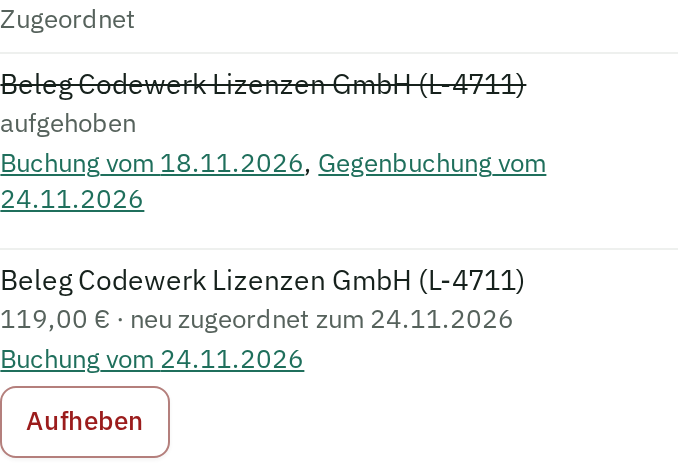 Zugeordnet
Beleg Codewerk Lizenzen GmbH (L-4711)
aufgehoben
Buchung vom 18.11.2026, Gegenbuchung vom
24.11.2026
Beleg Codewerk Lizenzen GmbH (L-4711)
119,00 € · neu zugeordnet zum 24.11.2026
Buchung vom 24.11.2026
Aufheben